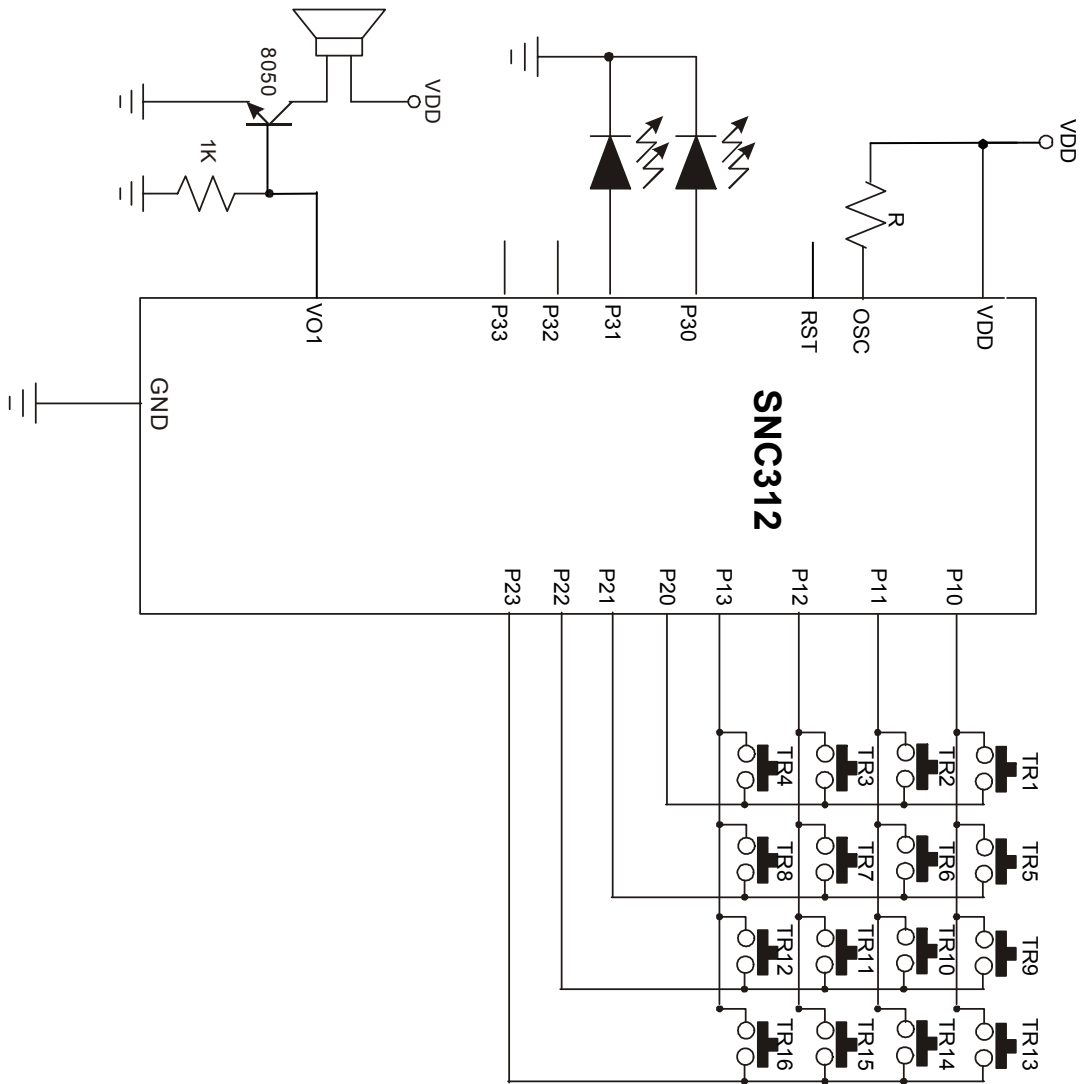 8050
VDD
VDD
1K
R
VO1
P33
P32
P31
P30
RST
OSC
VDD
GND
SNC312
P23
P22
P21
P20
P13
P12
P11
P10
TR4
TR3
TR2
TR1
TR8
TR7
TR6
TR5
TR12
TR11
TR10
TR9
TR16
TR15
TR14
TR13